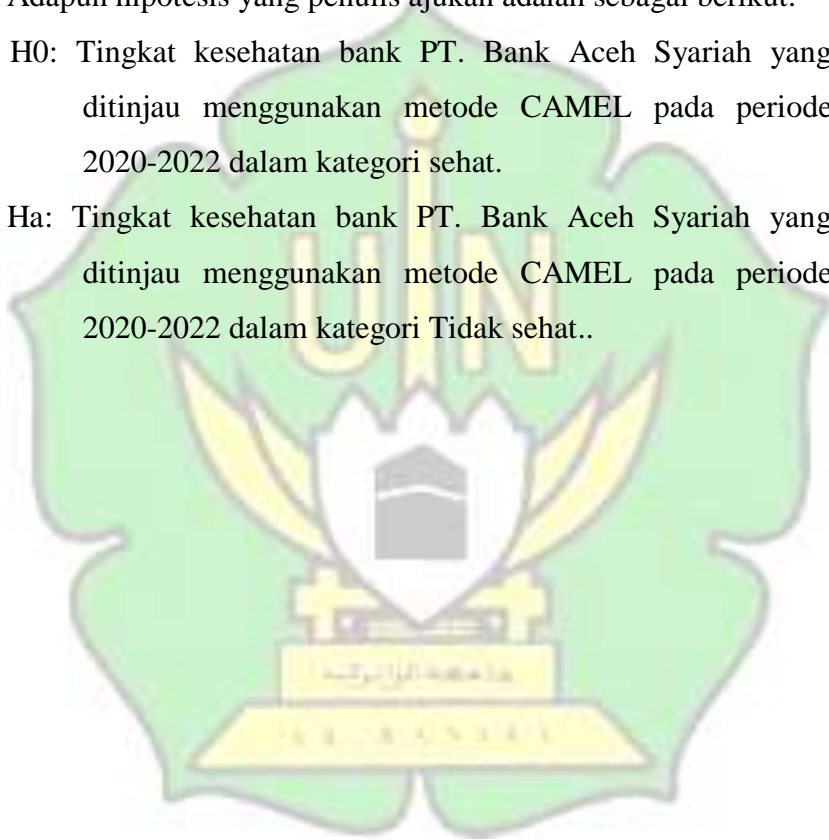 Adapun hipotesis yang penulis ajukan adalah sebagai berikut:
H0: Tingkat kesehatan bank PT. Bank Aceh Syariah yang
ditinjau menggunakan metode CAMEL pada periode
2020-2022 dalam kategori sehat.
Ha: Tingkat kesehatan bank PT. Bank Aceh Syariah yang
ditinjau menggunakan metode CAMEL pada periode
2020-2022 dalam kategori Tidak sehat..
UIN